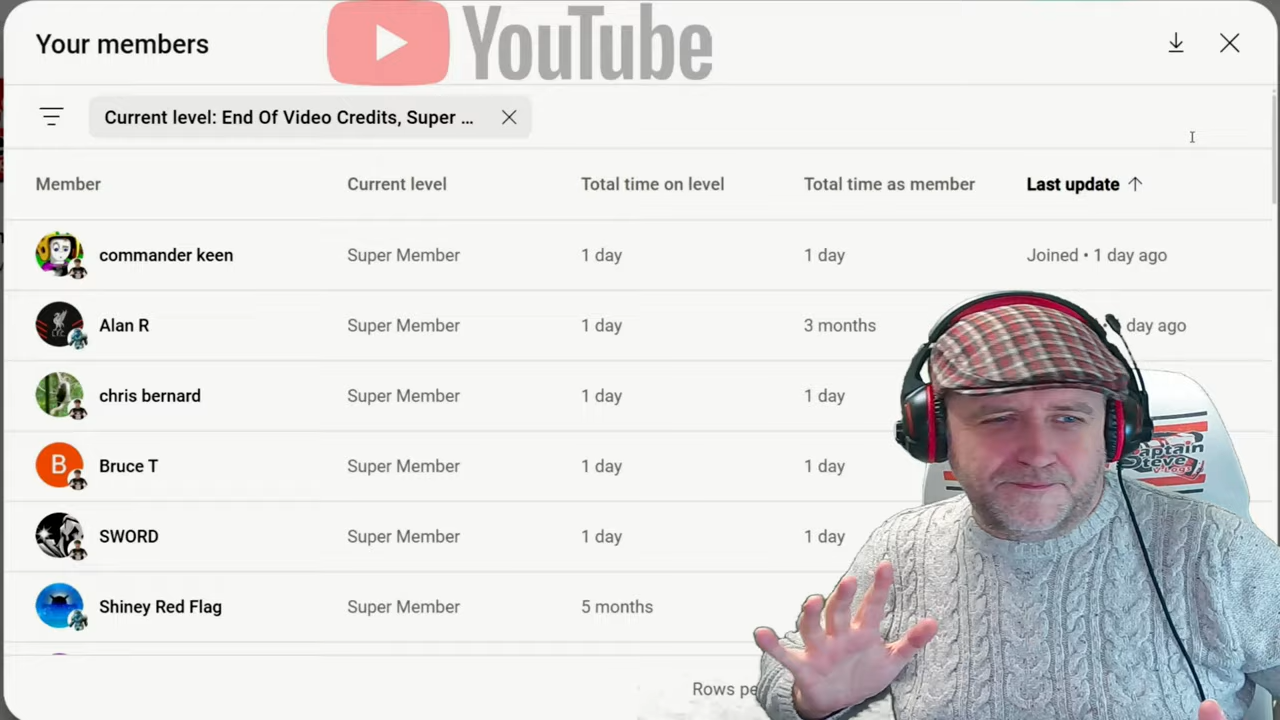 YouTube
Your members
Current level: End Of Video Credits, Super ...
Member Current level Total time on level Total time as member Last update
commander keen Super Member 1 day 1 day Joined • 1 day ago
Alan R Super Member 1 day 3 months day ago
chris bernard Super Member 1 day 1 day
B Bruce T Super Member 1 day 1 day
SWORD Super Member 1 day 1 day
Shiney Red Flag Super Member 5 months
Rows pe
Captain
Steve